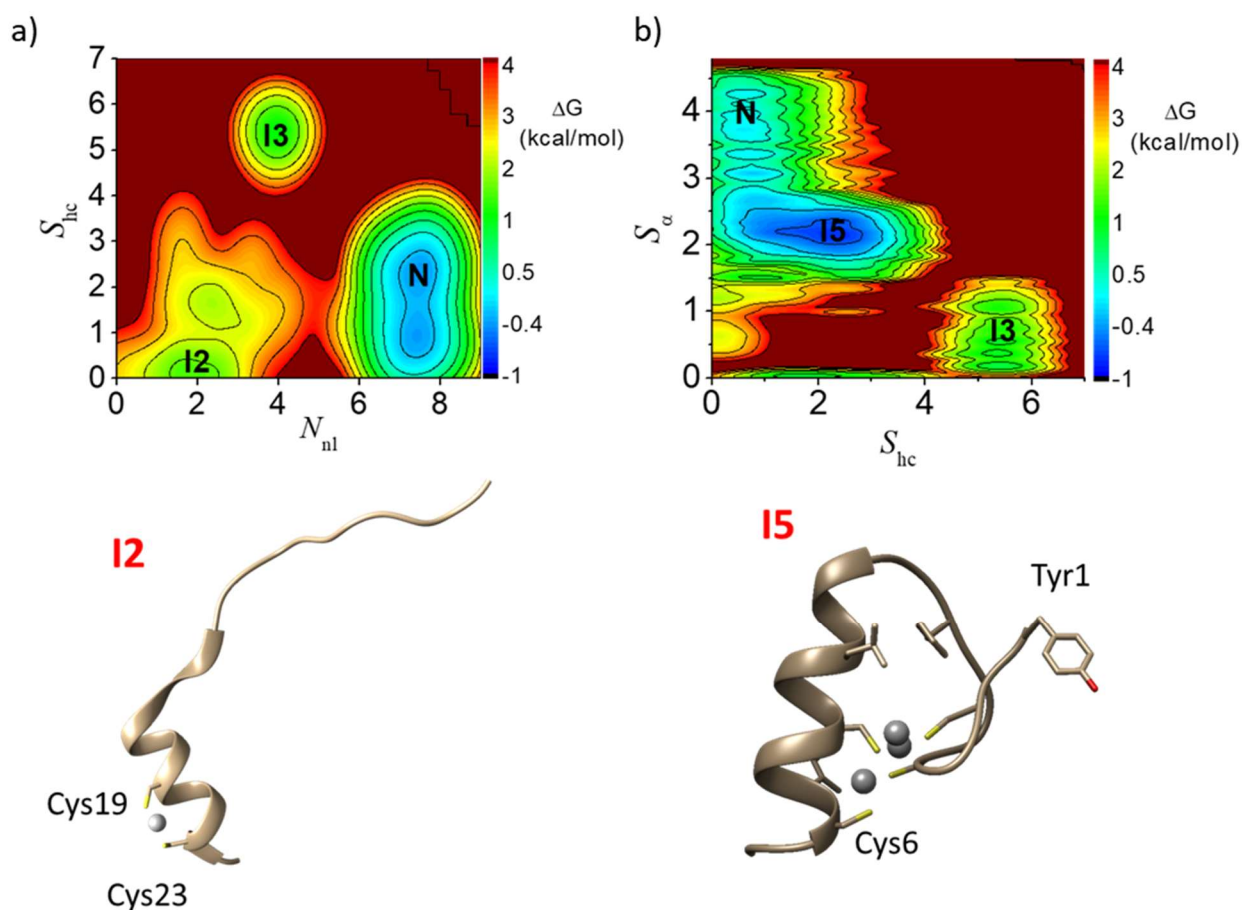 a)
7
6
5
4
3
2
1
0
S_hc
I3
N
I2
0 2 4 6 8
N_nl
4
3
2
1
0.5
-0.4
-1
ΔG
(kcal/mol)
b)
4
3
2
1
0
S_α
N
I5
I3
0 2 4 6
S_hc
4
3
2
1
0.5
-0.4
-1
ΔG
(kcal/mol)
I2
Cys19
Cys23
I5
Tyr1
Cys6